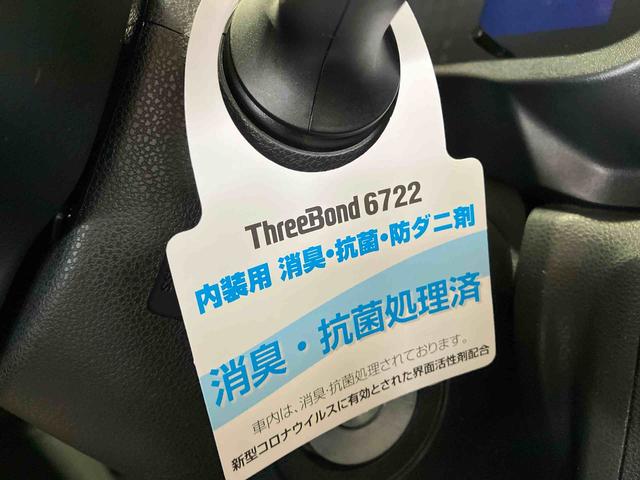 ThreeBond 6722
内装用 消臭・抗菌・防ダニ剤
消臭・抗菌処理済
車内は、消臭・抗菌処理されております。
新型コロナウイルスに有効とされた界面活性剤配合